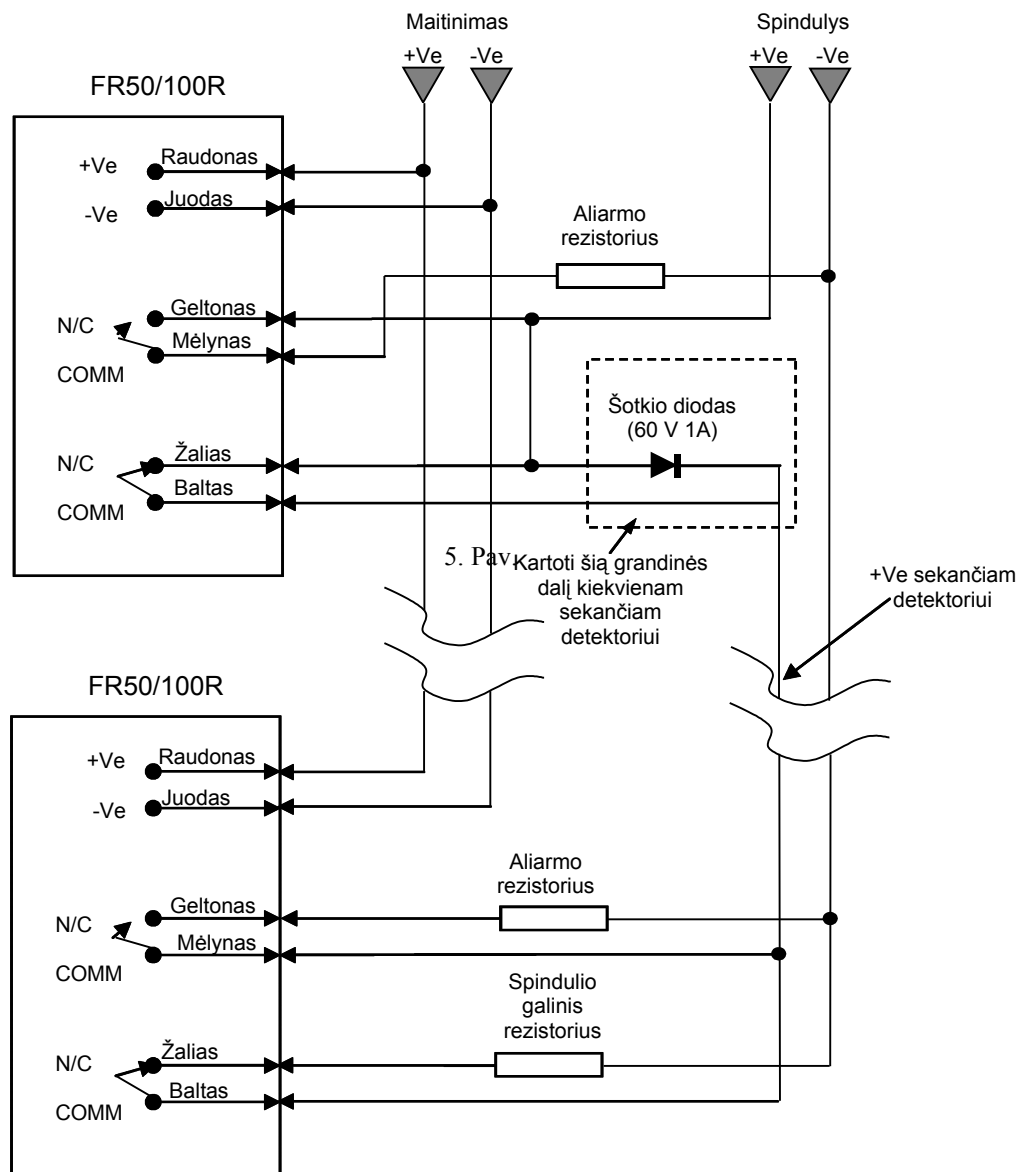 Maitinimas
Spindulys
+Ve
-Ve
+Ve
-Ve
FR50/100R
+Ve
Raudonas
-Ve
Juodas
Aliarmo
rezistorius
N/C
Geltonas
Mėlynas
COMM
Šotkio diodas
(60 V 1A)
N/C
Žalias
Baltas
COMM
5. Pav.
Kartoti šią grandinės
dalį kiekvienam
sekančiam
detektoriui
+Ve sekančiam
detektoriui
FR50/100R
+Ve
Raudonas
-Ve
Juodas
Aliarmo
rezistorius
N/C
Geltonas
Mėlynas
COMM
Spindulio
galinis
rezistorius
N/C
Žalias
Baltas
COMM